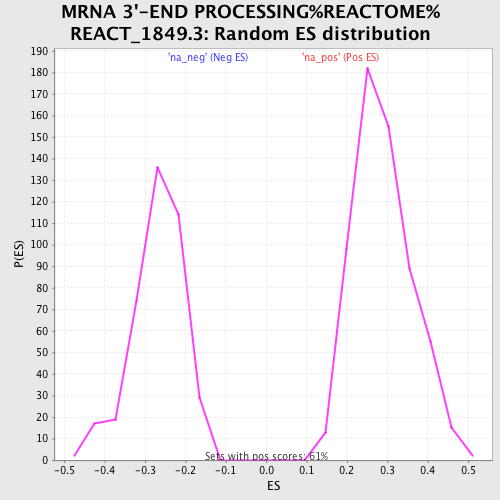 MRNA 3'-END PROCESSING%REACTOME%
REACT_1849.3: Random ES distribution
'na_neg' (Neg ES) 'na_pos' (Pos ES)
190
180
170
160
150
140
130
120
110
100
90
80
70
60
50
40
30
20
10
0
P(ES)
Sets with pos scores: 61%
-0.5 -0.4 -0.3 -0.2 -0.1 0.0 0.1 0.2 0.3 0.4 0.5
ES